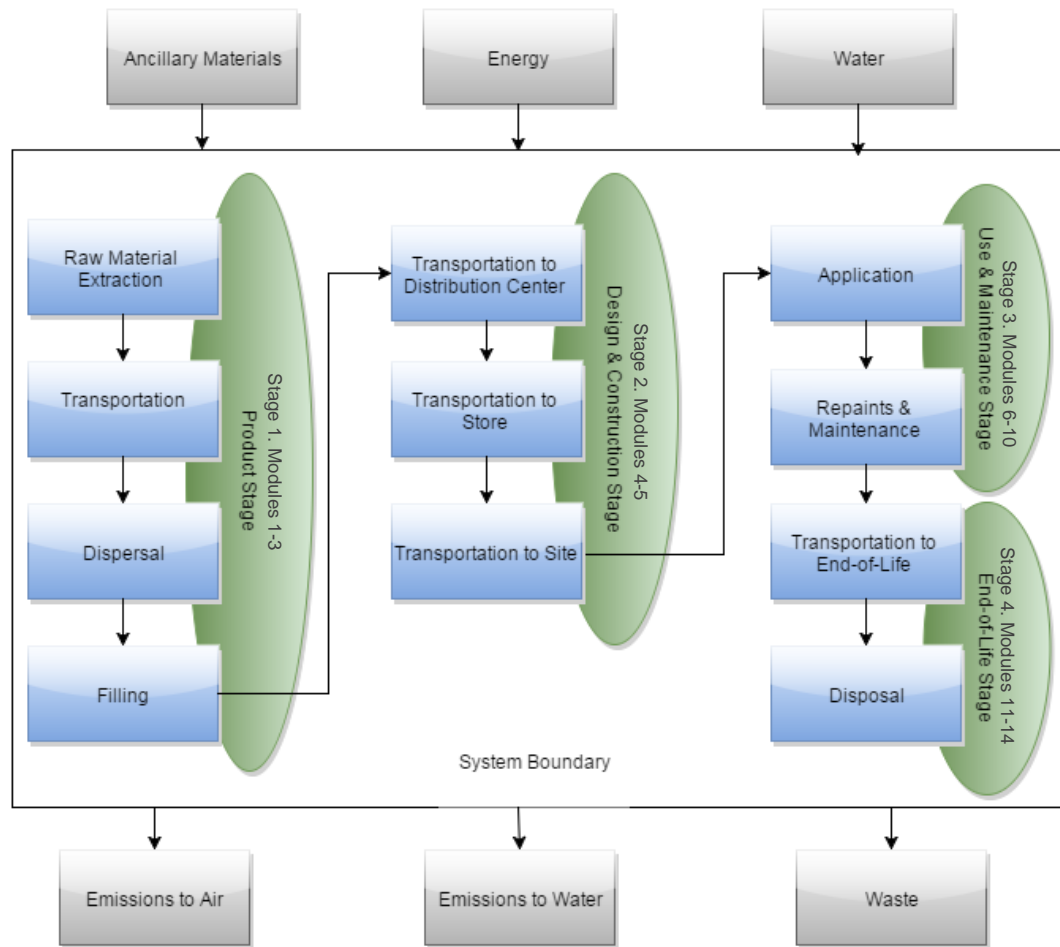 Ancillary Materials
Energy
Water
Raw Material
Extraction
Transportation
Dispersal
Filling
Stage 1. Modules 1-3
Product Stage
Transportation to
Distribution Center
Transportation to
Store
Transportation to Site
Stage 2. Modules 4-5
Design & Construction Stage
Application
Repaints &
Maintenance
Stage 3. Modules 6-10
Use & Maintenance Stage
Transportation to
End-of-Life
Disposal
Stage 4. Modules 11-14
End-of-Life Stage
System Boundary
Emissions to Air
Emissions to Water
Waste